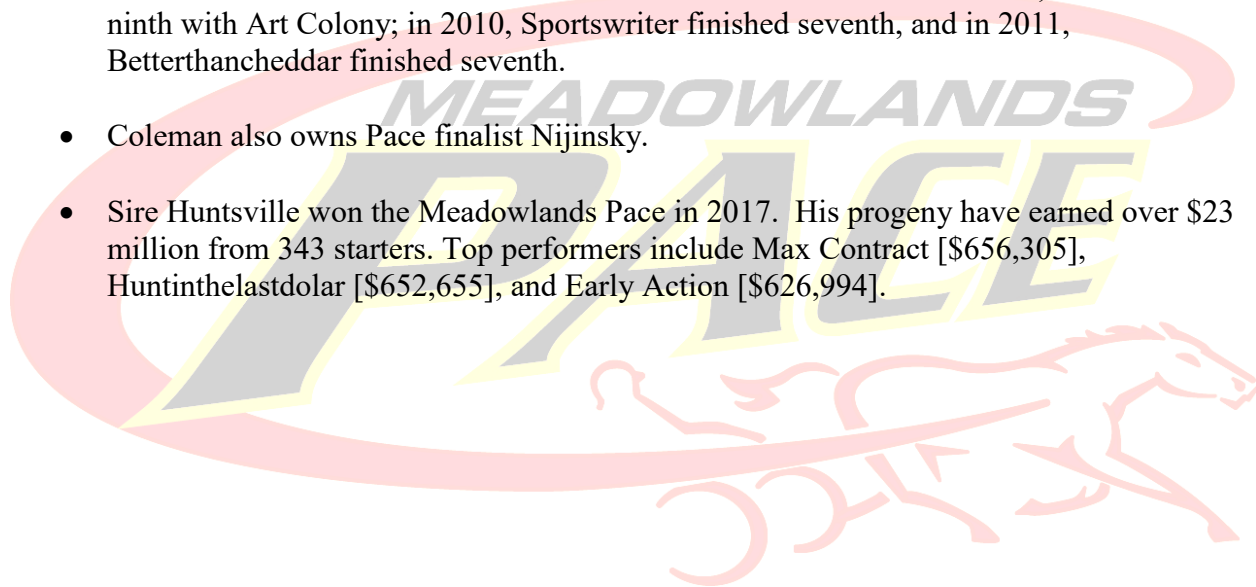 ninth with Art Colony; in 2010, Sportswriter finished seventh, and in 2011,
Betterthancheddar finished seventh.
MEADOWLANDS
PACE
• Coleman also owns Pace finalist Nijinsky.
• Sire Huntsville won the Meadowlands Pace in 2017.  His progeny have earned over $23
million from 343 starters. Top performers include Max Contract [$656,305],
Huntinthelastdolar [$652,655], and Early Action [$626,994].